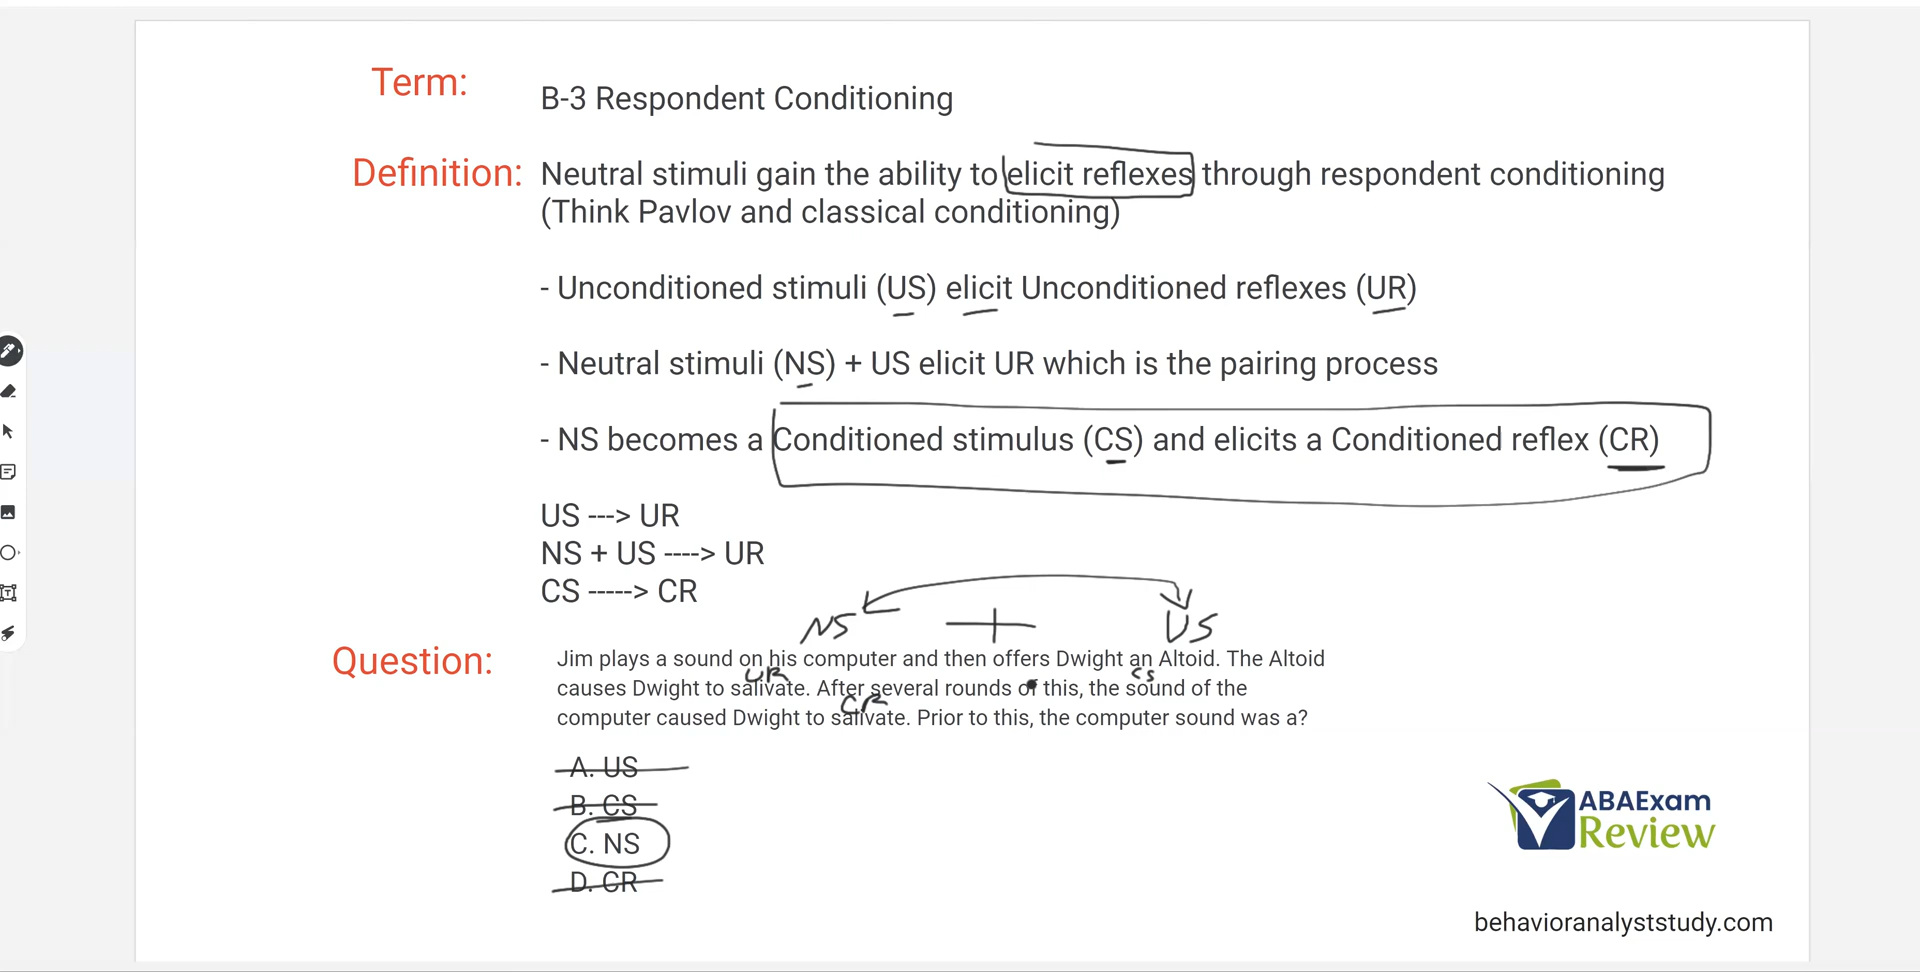 Term:
B-3 Respondent Conditioning
Definition:
Neutral stimuli gain the ability to elicit reflexes through respondent conditioning
(Think Pavlov and classical conditioning)
- Unconditioned stimuli (US) elicit Unconditioned reflexes (UR)
- Neutral stimuli (NS) + US elicit UR which is the pairing process
- NS becomes a Conditioned stimulus (CS) and elicits a Conditioned reflex (CR)
US ---> UR
NS + US ----> UR
CS -----> CR
NS + US
Question:
Jim plays a sound on his computer and then offers Dwight an Altoid. The Altoid
UR CS
causes Dwight to salivate. After several rounds of this, the sound of the
CR
computer caused Dwight to salivate. Prior to this, the computer sound was a?
A. US
B. CS
C. NS
D. CR
ABAExam
Review
behavioranalyststudy.com